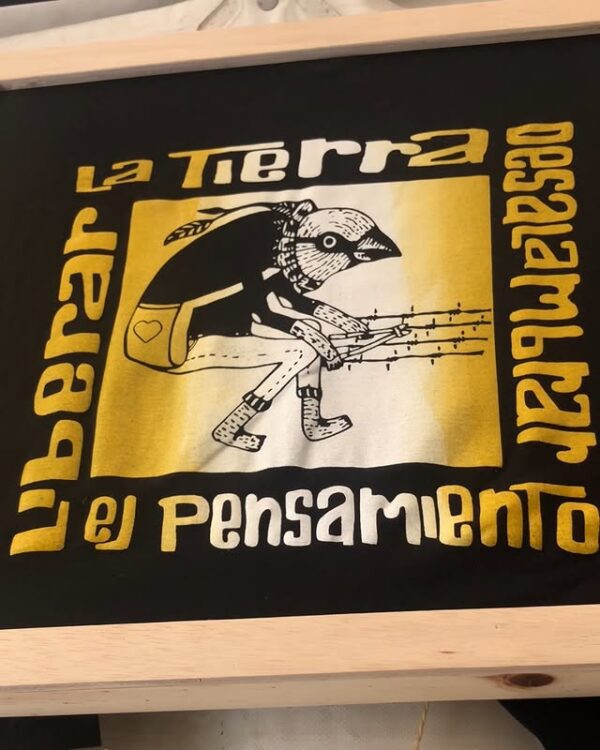 Liberar
La Tierra
Desalambrar
el pensamiento